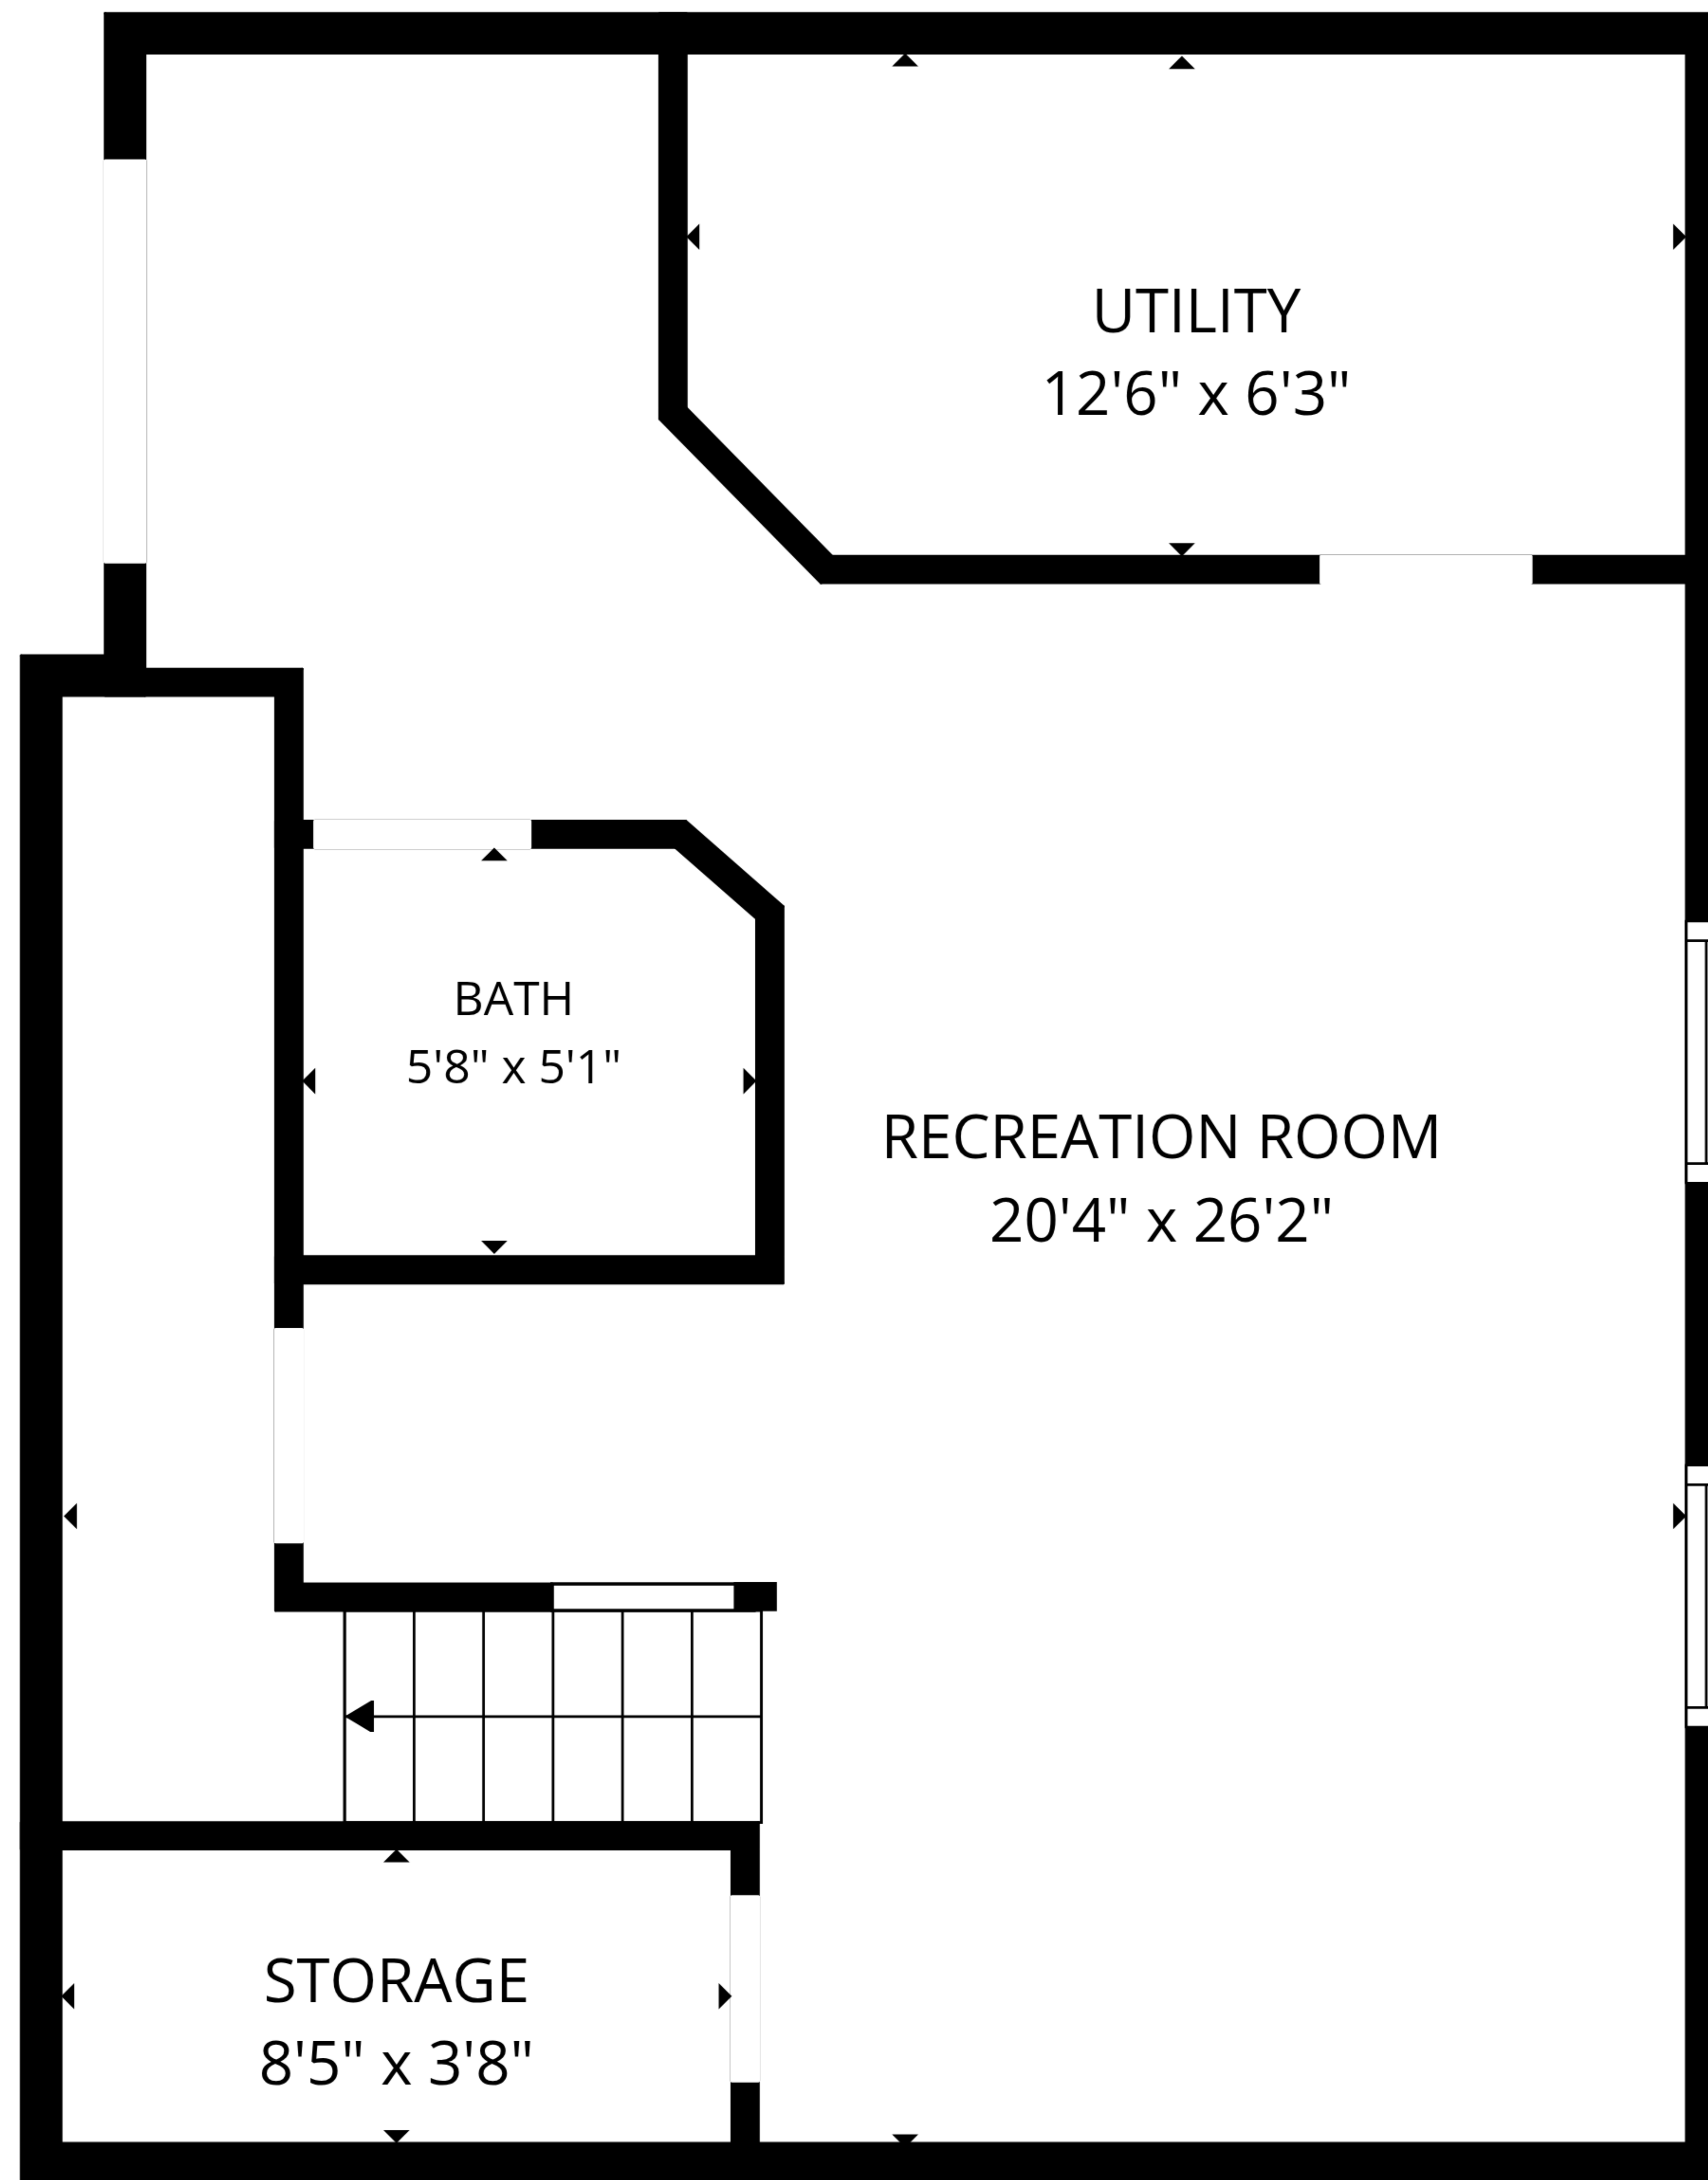 UTILITY
12'6" x 6'3"
BATH
5'8" x 5'1"
RECREATION ROOM
20'4" x 26'2"
STORAGE
8'5" x 3'8"